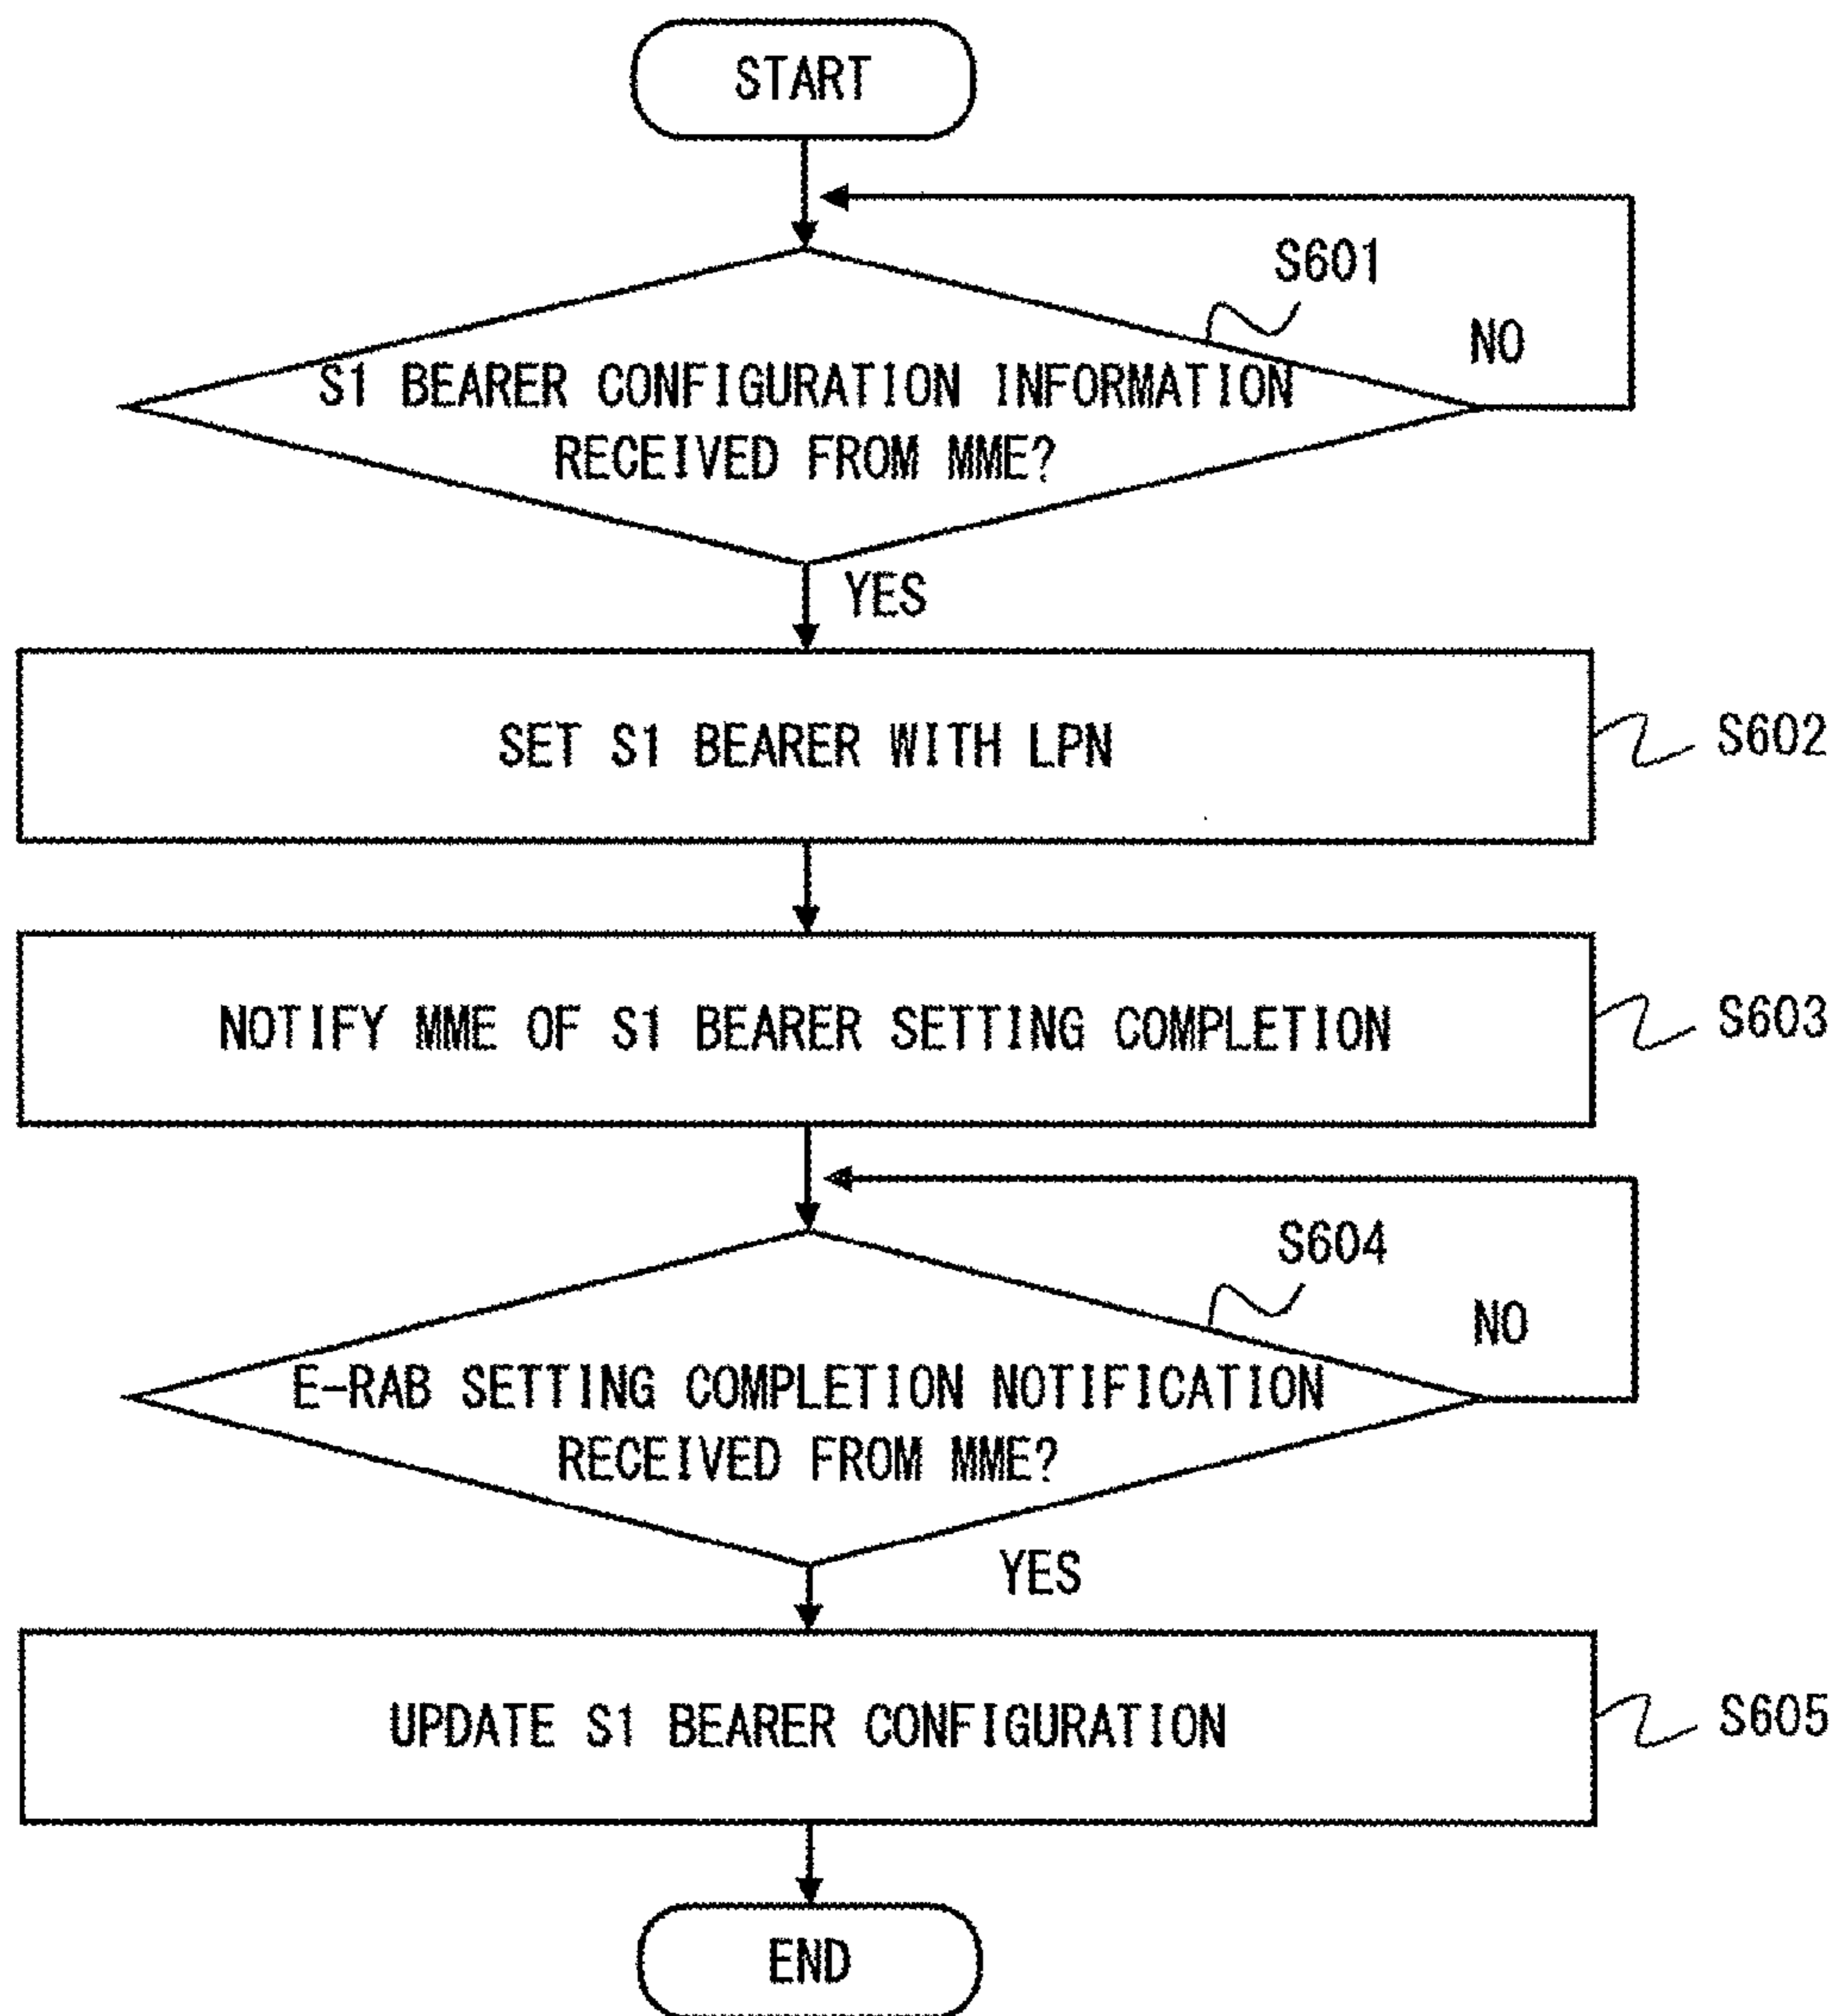 START
S601
NO
S1 BEARER CONFIGURATION INFORMATION
RECEIVED FROM MME?
YES
SET S1 BEARER WITH LPN
S602
NOTIFY MME OF S1 BEARER SETTING COMPLETION
S603
S604
NO
E-RAB SETTING COMPLETION NOTIFICATION
RECEIVED FROM MME?
YES
UPDATE S1 BEARER CONFIGURATION
S605
END